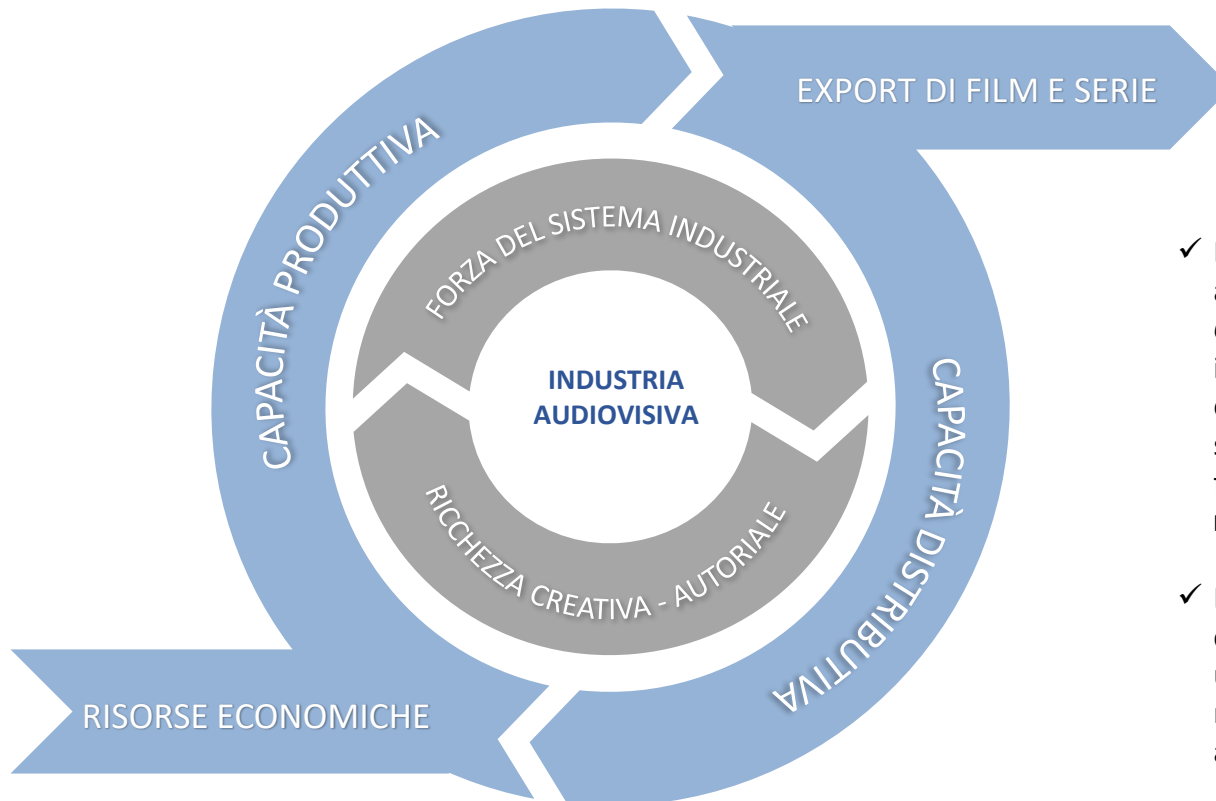 EXPORT DI FILM E SERIE
CAPACITÀ PRODUTTIVA
FORZA DEL SISTEMA INDUSTRIALE
INDUSTRIA
AUDIOVISIVA
CAPACITÀ DISTRIBUTIVA
RICCHEZZA CREATIVA - AUTORIALE
RISORSE ECONOMICHE